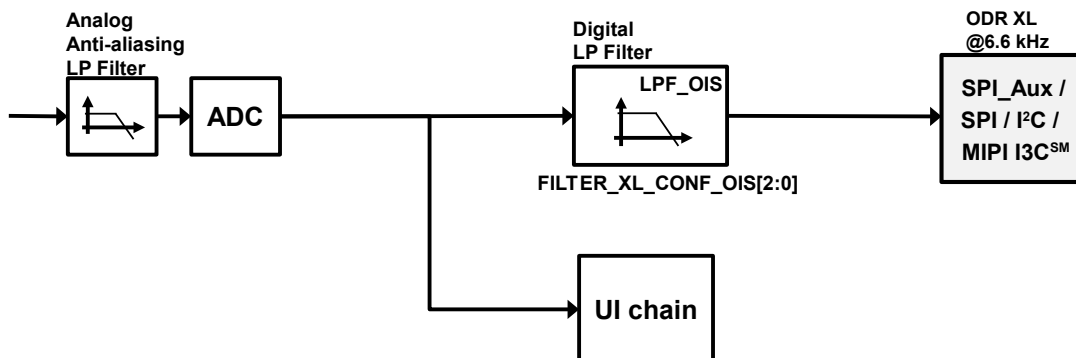 Analog
Anti-aliasing
LP Filter
ADC
Digital
LP Filter
LPF_OIS
FILTER_XL_CONF_OIS[2:0]
ODR XL
@6.6 kHz
SPI_Aux /
SPI / I²C /
MIPI I3Cˢᴹ
UI chain